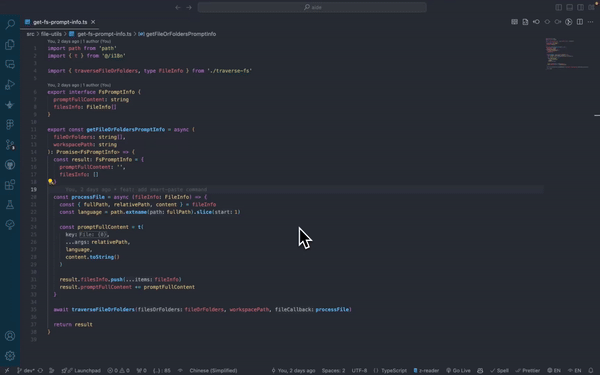 aide
get-fs-prompt-info.ts
src > file-utils > get-fs-prompt-info.ts > getFileOrFoldersPromptInfo
You, 2 days ago | 1 author (You)
1 import path from 'path'
2 import { t } from '@/i18n'
3
4 import { traverseFileOrFolders, type FileInfo } from './traverse-fs'
5
You, 2 days ago | 1 author (You)
6 export interface FsPromptInfo {
7 promptFullContent: string
8 filesInfo: FileInfo[]
9 }
10
11 export const getFileOrFoldersPromptInfo = async (
12 fileOrFolders: string[],
13 workspacePath: string
14 ): Promise<FsPromptInfo> => {
15 const result: FsPromptInfo = {
16 promptFullContent: '',
17 filesInfo: []
18 }
19 You, 3 days ago • feat: add smart-paste command
20 const processFile = async (fileInfo: FileInfo) => {
21 const { fullPath, relativePath, content } = fileInfo
22 const language = path.extname(path: fullPath).slice(start: 1)
23
24 const promptFullContent = t(
25 key: File: {0},
26 ...args: relativePath,
27 language,
28 content.toString()
29 )
30
31 result.filesInfo.push(...items: fileInfo)
32 result.promptFullContent += promptFullContent
33 }
34
35 await traverseFileOrFolders(filesOrFolders: fileOrFolders, workspacePath, fileCallback: processFile)
36
37 return result
38 }
39
dev* Launchpad 0 0 0 {..}: 85 Chinese (Simplified) You, 2 days ago Spaces: 2 UTF-8 {} TypeScript z-reader Go Live Spell Prettier EN EN